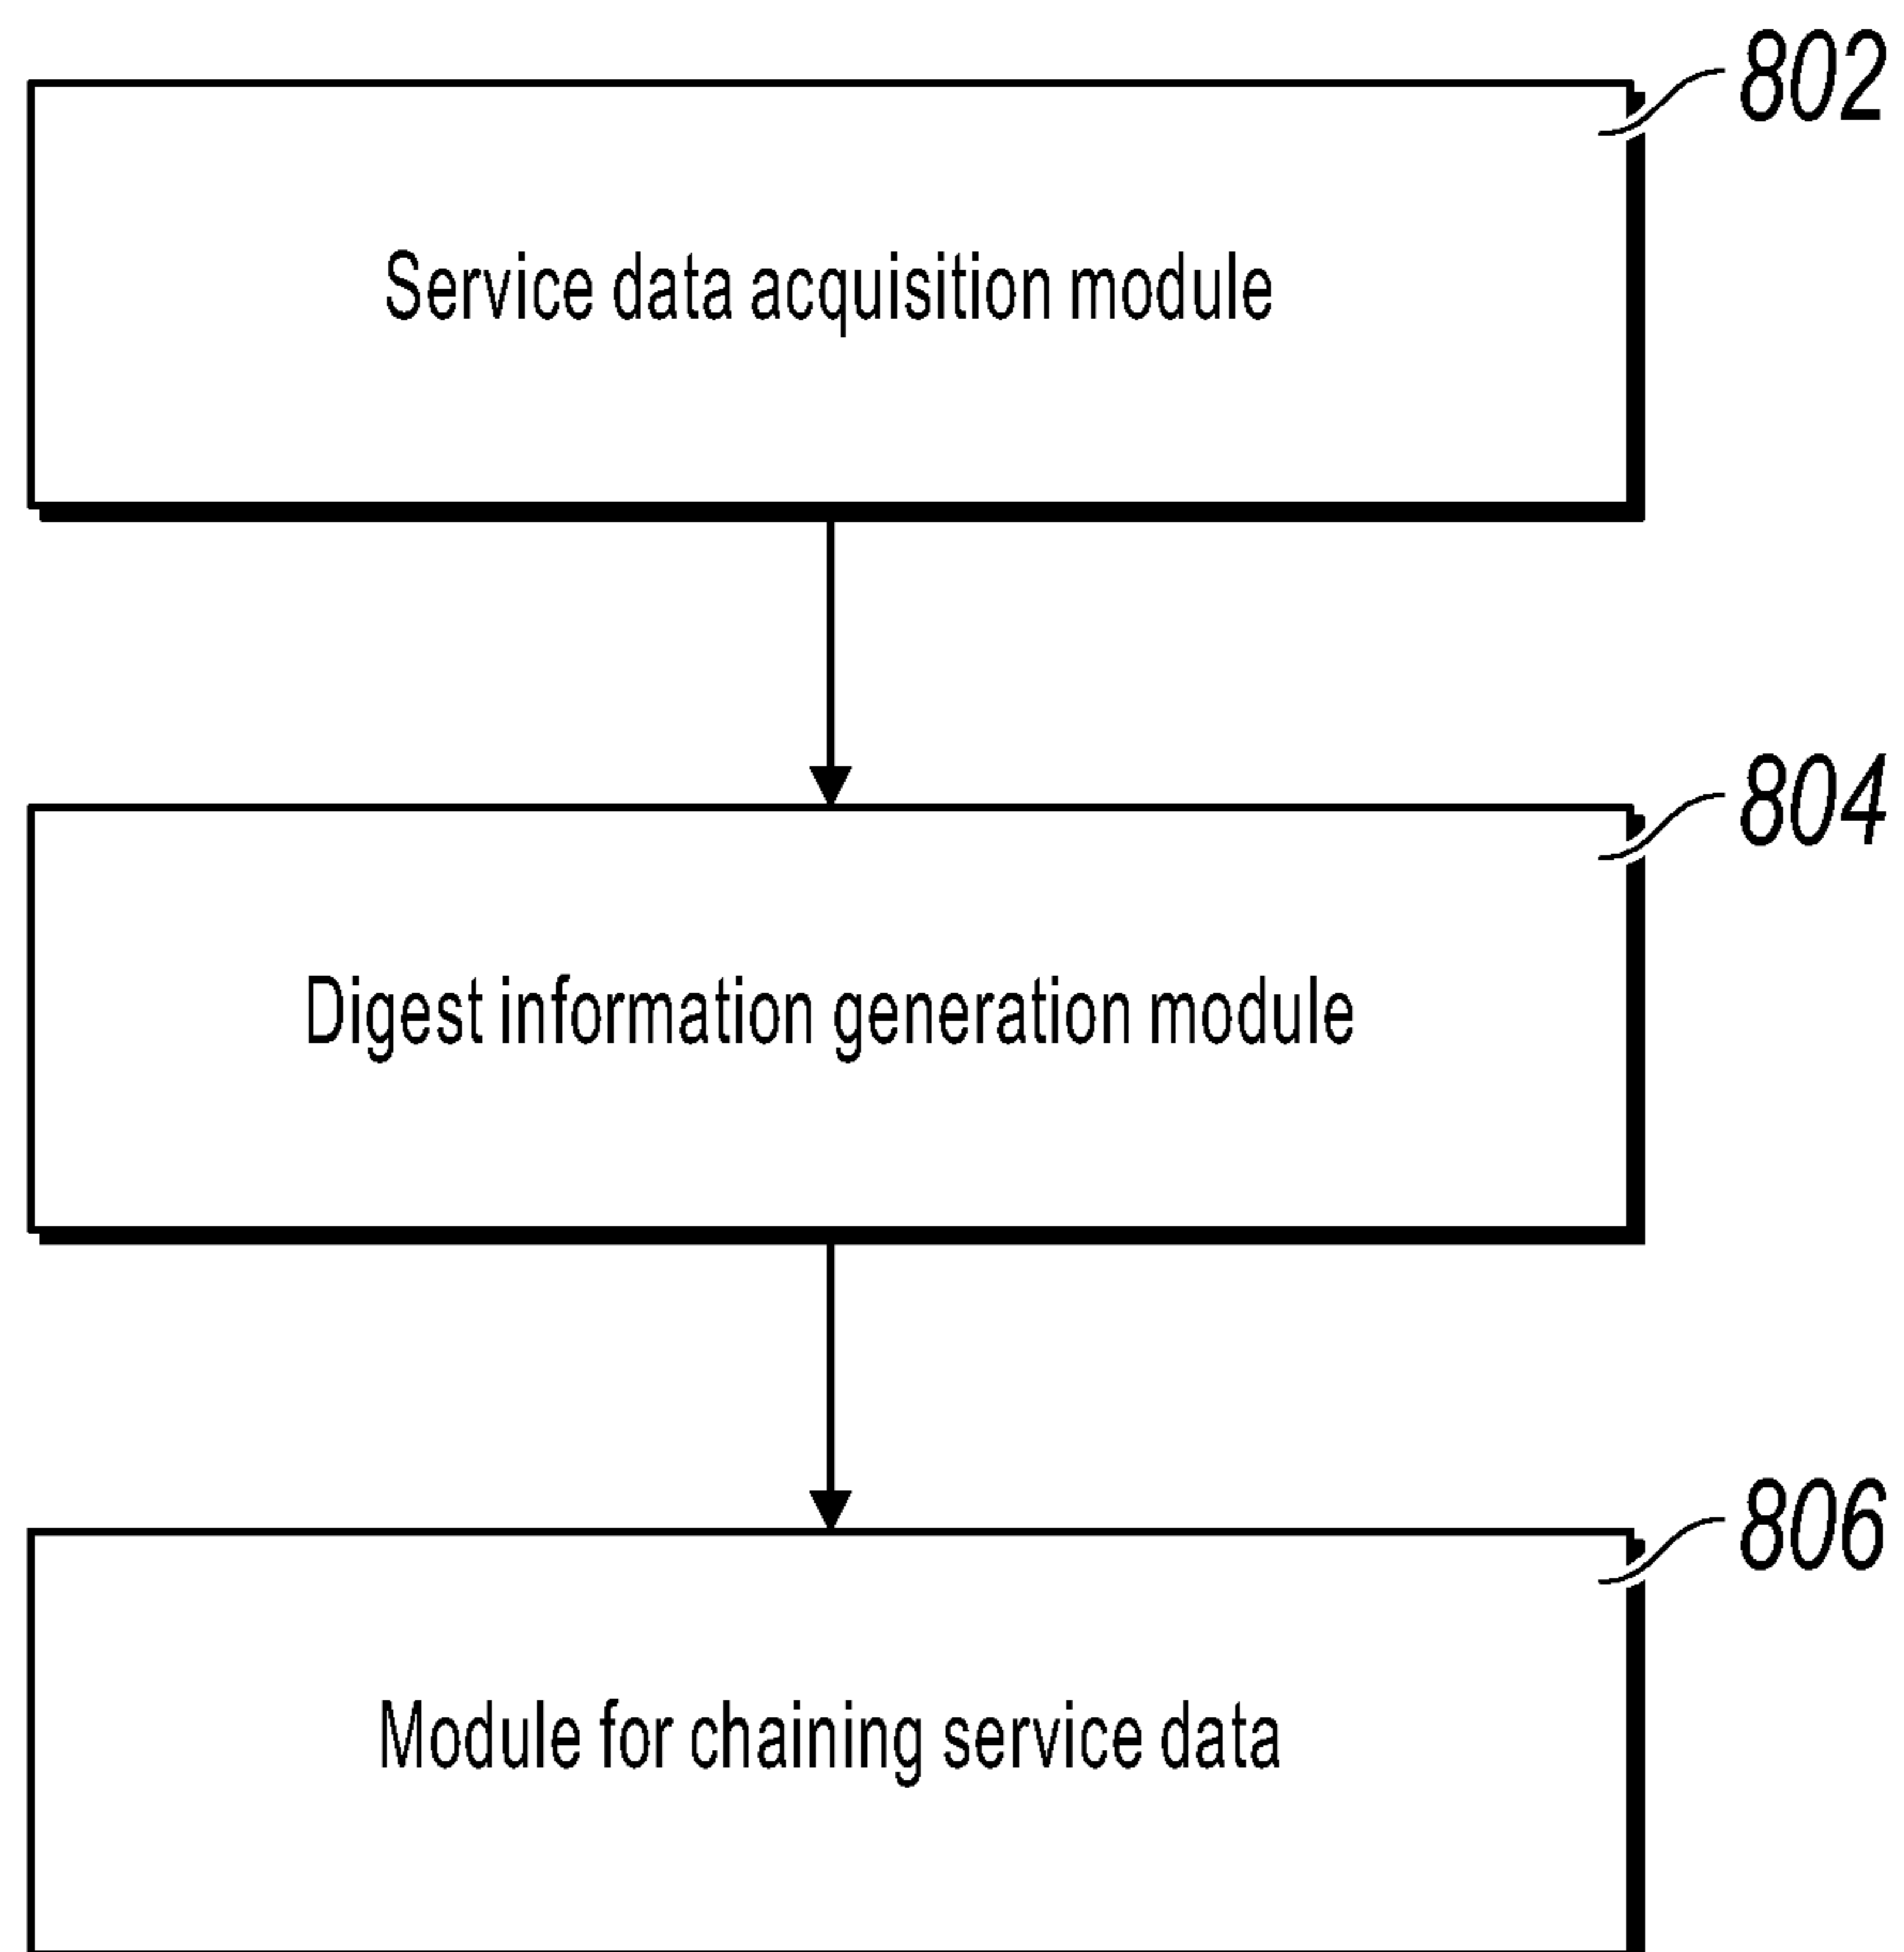 802
Service data acquisition module
804
Digest information generation module
806
Module for chaining service data